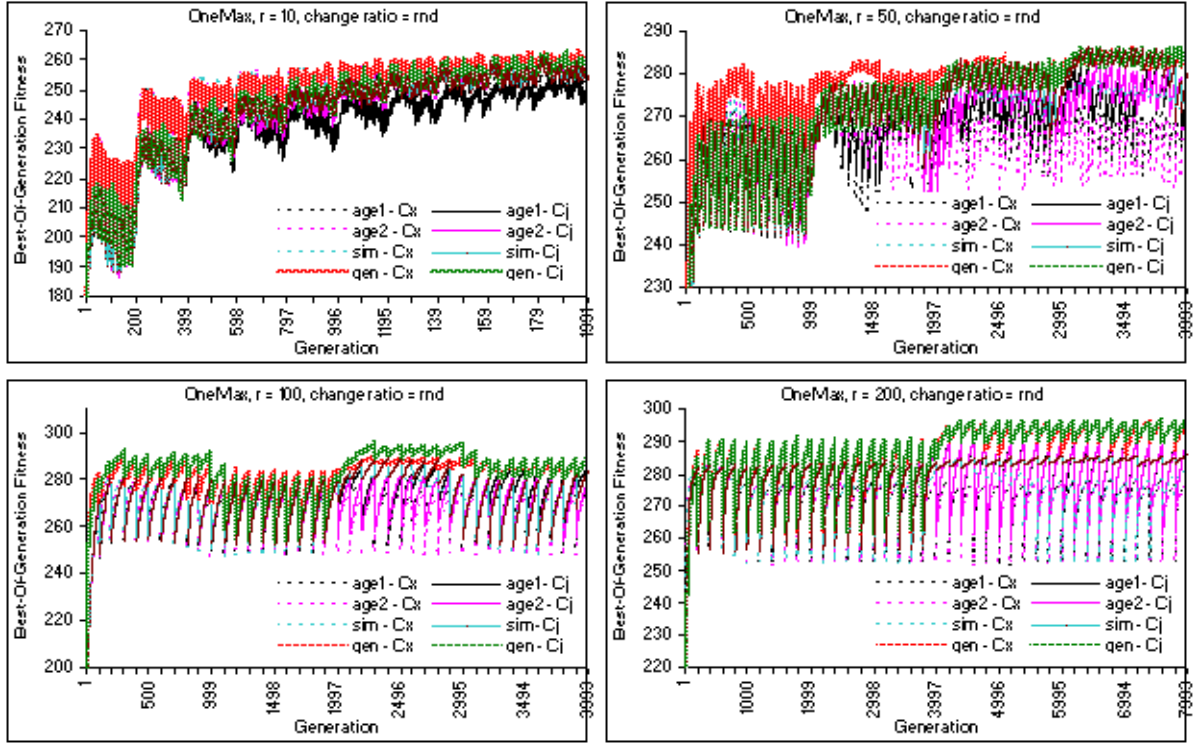 OneMax, r = 10, change ratio = rnd
Best-Of-Generation Fitness
270
260
250
240
230
220
210
200
190
180
age1 - Cx age1 - Cj
age2 - Cx age2 - Cj
sim - Cx sim - Cj
gen - Cx gen - Cj
1 200 399 598 797 996 1195 139 159 179 1991
Generation
OneMax, r = 50, change ratio = rnd
Best-Of-Generation Fitness
290
280
270
260
250
240
230
age1 - Cx age1 - Cj
age2 - Cx age2 - Cj
sim - Cx sim - Cj
gen - Cx gen - Cj
1 500 999 1498 1997 2496 2995 3494
Generation
OneMax, r = 100, change ratio = rnd
Best-Of-Generation Fitness
300
280
260
240
220
200
age1 - Cx age1 - Cj
age2 - Cx age2 - Cj
sim - Cx sim - Cj
gen - Cx gen - Cj
1 500 999 1498 1997 2496 2995 3494
Generation
OneMax, r = 200, change ratio = rnd
Best-Of-Generation Fitness
300
290
280
270
260
250
240
230
220
age1 - Cx age1 - Cj
age2 - Cx age2 - Cj
sim - Cx sim - Cj
gen - Cx gen - Cj
1 1000 1999 2998 3997 4996 5995 6994
Generation